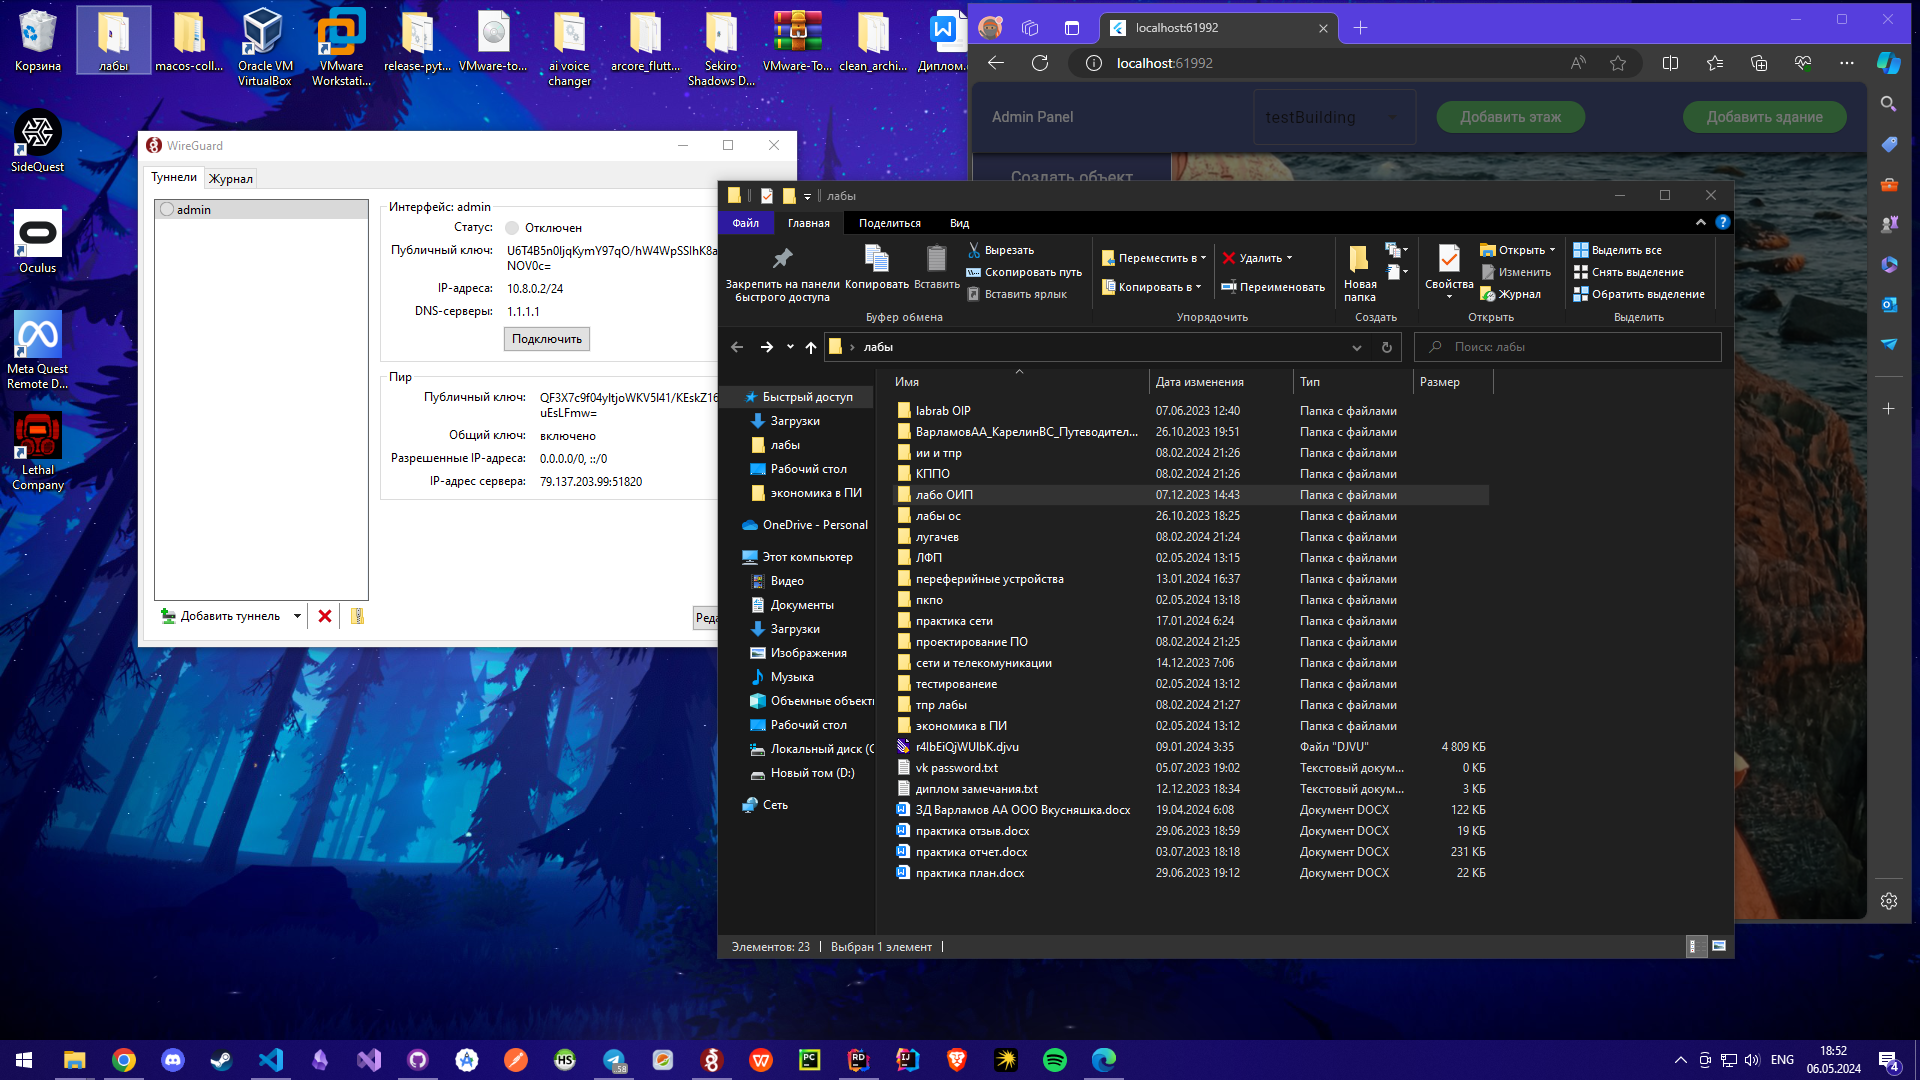 Корзина
лабы
macos-coll...
Oracle VM
VirtualBox
VMware
Workstati...
release-pyt...
VMware-to...
ai voice
changer
arcore_flutt...
Sekiro
Shadows D...
VMware-To...
clean_archi...
Диплом.
SideQuest
Oculus
Meta Quest
Remote D...
Lethal
Company
WireGuard
Туннели
Журнал
admin
Интерфейс: admin
Статус: Отключен
Публичный ключ:
IP-адреса: 10.8.0.2/24
DNS-серверы: 1.1.1.1
Подключить
Пир
Публичный ключ:
uEsLFmw=
Общий ключ: включено
Разрешенные IP-адреса: 0.0.0.0/0, ::/0
IP-адрес сервера: 79.137.203.99:51820
Добавить туннель
Реда
localhost:61992
localhost:61992
Admin Panel
testBuilding
Добавить этаж
Добавить здание
Создать объект
лабы
Файл
Главная
Поделиться
Вид
Закрепить на панели
быстрого доступа
Копировать
Вставить
Вырезать
Скопировать путь
Вставить ярлык
Буфер обмена
Переместить в
Копировать в
Удалить
Переименовать
Упорядочить
Новая
папка
Создать
Свойства
Открыть
Изменить
Журнал
Открыть
Выделить все
Снять выделение
Обратить выделение
Выделить
лабы
Поиск: лабы
Быстрый доступ
Загрузки
лабы
Рабочий стол
экономика в ПИ
OneDrive - Personal
Этот компьютер
Видео
Документы
Загрузки
Изображения
Музыка
Объемные объект
Рабочий стол
Локальный диск (C
Новый том (D:)
Сеть
Имя Дата изменения Тип Размер
labrab OIP 07.06.2023 12:40 Папка с файлами
ВарламовАА_КарелинВС_Путеводител... 26.10.2023 19:51 Папка с файлами
ии и тпр 08.02.2024 21:26 Папка с файлами
КППО 08.02.2024 21:26 Папка с файлами
лабо ОИП 07.12.2023 14:43 Папка с файлами
лабы ос 26.10.2023 18:25 Папка с файлами
лугачев 08.02.2024 21:24 Папка с файлами
ЛФП 02.05.2024 13:15 Папка с файлами
переферийные устройства 13.01.2024 16:37 Папка с файлами
пкпо 02.05.2024 13:18 Папка с файлами
практика сети 17.01.2024 6:24 Папка с файлами
проектирование ПО 08.02.2024 21:25 Папка с файлами
сети и телекомуникации 14.12.2023 7:06 Папка с файлами
тестированеие 02.05.2024 13:12 Папка с файлами
тпр лабы 08.02.2024 21:27 Папка с файлами
экономика в ПИ 02.05.2024 13:12 Папка с файлами
09.01.2024 3:35 Файл "DJVU" 4 809 КБ
vk password.txt 05.07.2023 19:02 Текстовый докум... 0 КБ
диплом замечания.txt 12.12.2023 18:34 Текстовый докум... 3 КБ
ЗД Варламов АА ООО Вкусняшка.docx 19.04.2024 6:08 Документ DOCX 122 КБ
практика отзыв.docx 29.06.2023 18:59 Документ DOCX 19 КБ
практика отчет.docx 03.07.2023 18:18 Документ DOCX 231 КБ
практика план.docx 29.06.2023 19:12 Документ DOCX 22 КБ
Элементов: 23
Выбран 1 элемент
ENG
18:52
06.05.2024
4